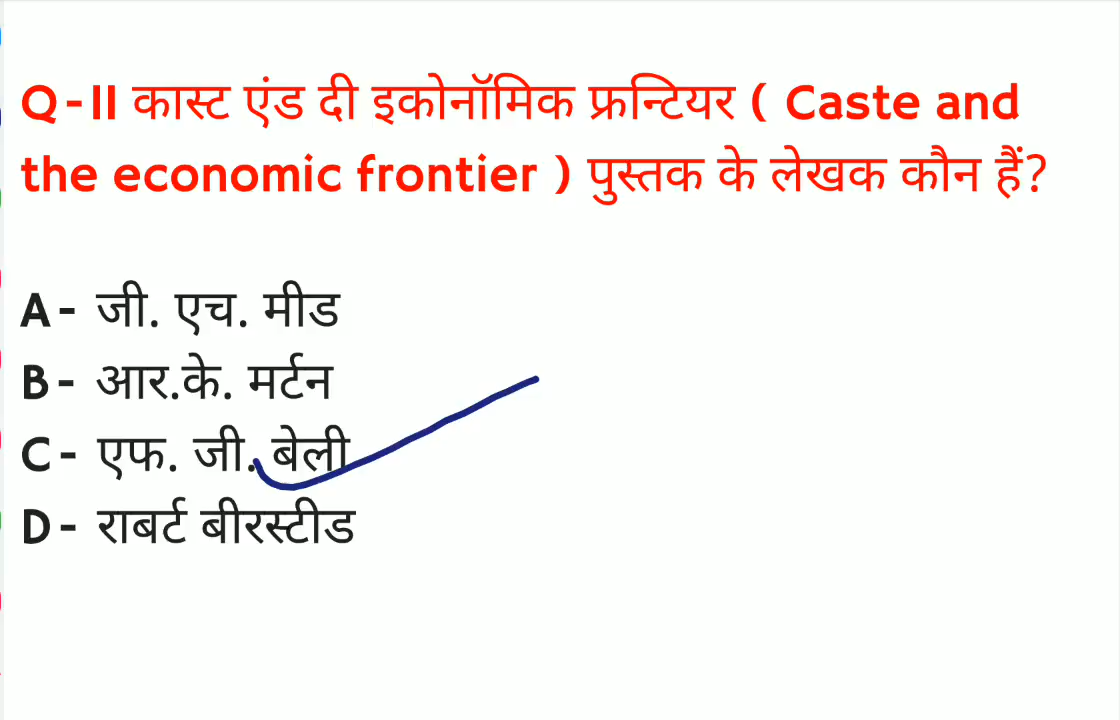 Q-11 कास्ट एंड दी इकोनॉमिक फ्रन्टियर ( Caste and
the economic frontier ) पुस्तक के लेखक कौन हैं?
A- जी. एच. मीड
B- आर.के. मर्टन
C- एफ. जी. बेली
D- राबर्ट बीरस्टीड